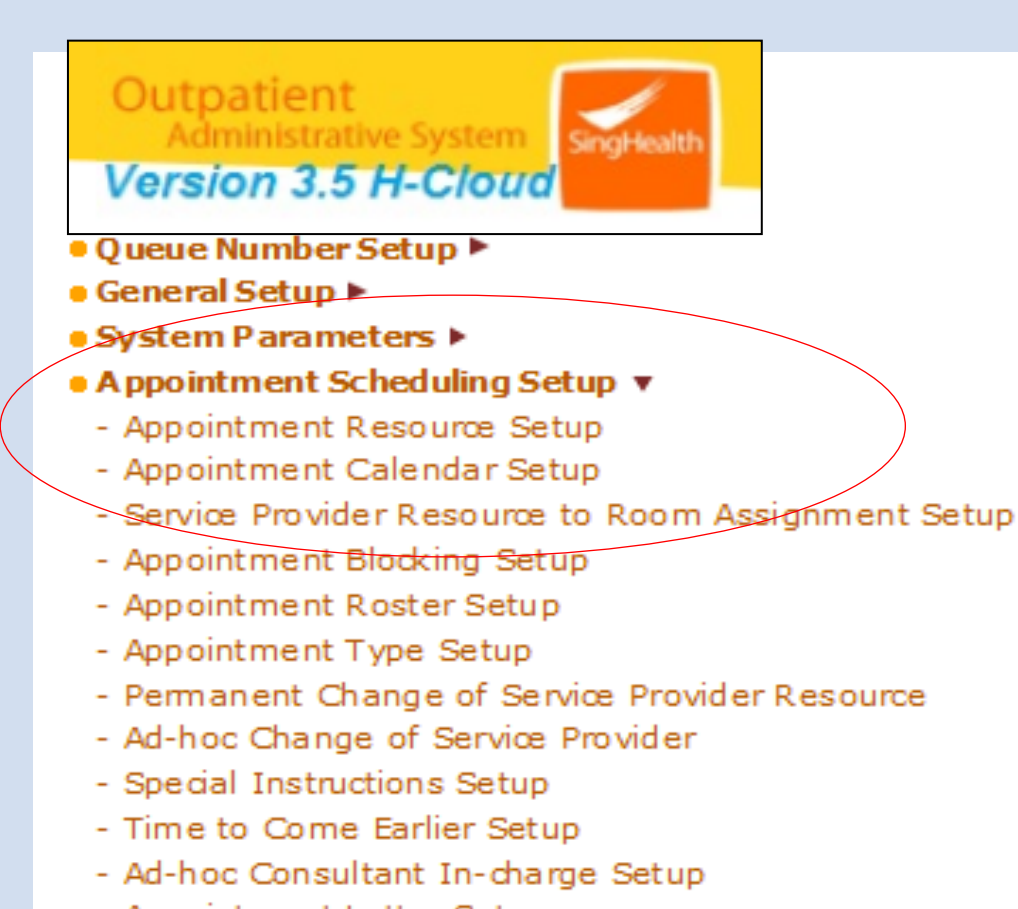 Outpatient
Administrative System
SingHealth
Version 3.5 H-Cloud
Queue Number Setup
General Setup
System Parameters
Appointment Scheduling Setup
- Appointment Resource Setup
- Appointment Calendar Setup
- Service Provider Resource to Room Assignment Setup
- Appointment Blocking Setup
- Appointment Roster Setup
- Appointment Type Setup
- Permanent Change of Service Provider Resource
- Ad-hoc Change of Service Provider
- Special Instructions Setup
- Time to Come Earlier Setup
- Ad-hoc Consultant In-charge Setup